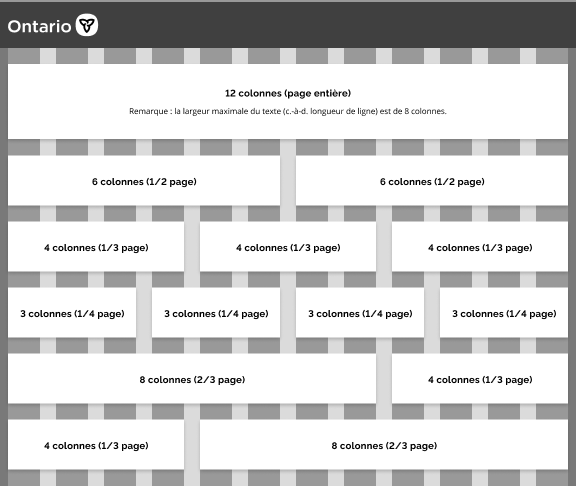 Ontario
12 colonnes (page entière)
Remarque : la largeur maximale du texte (c.-à-d. longueur de ligne) est de 8 colonnes.
6 colonnes (1/2 page)
6 colonnes (1/2 page)
4 colonnes (1/3 page)
4 colonnes (1/3 page)
4 colonnes (1/3 page)
3 colonnes (1/4 page)
3 colonnes (1/4 page)
3 colonnes (1/4 page)
3 colonnes (1/4 page)
8 colonnes (2/3 page)
4 colonnes (1/3 page)
4 colonnes (1/3 page)
8 colonnes (2/3 page)